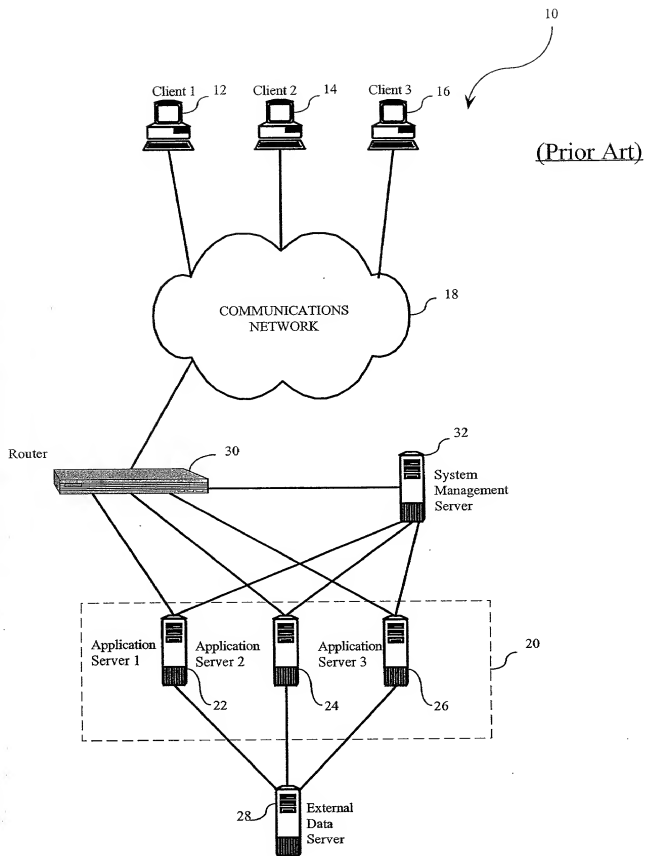 10
Client 1 12 Client 2 14 Client 3 16
(Prior Art)
COMMUNICATIONS
NETWORK
18
Router
30
32
System
Management
Server
Application
Server 1
Application
Server 2
Application
Server 3
20
22
24
26
28
External
Data
Server